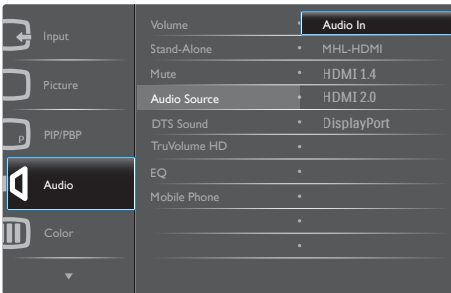 Input
Picture
P
PIP/PBP
Audio
Color
Volume
Stand-Alone
Mute
Audio Source
DTS Sound
TruVolume HD
EQ
Mobile Phone
Audio In
MHL-HDMI
HDMI 1.4
HDMI 2.0
DisplayPort